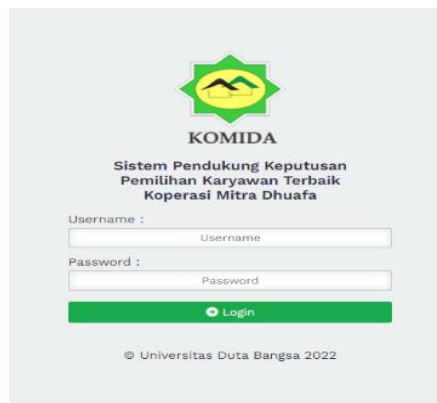 KOMIDA
Sistem Pendukung Keputusan
Pemilihan Karyawan Terbaik
Koperasi Mitra Dhuafa
Username :
Username
Password :
Password
Login
© Universitas Duta Bangsa 2022